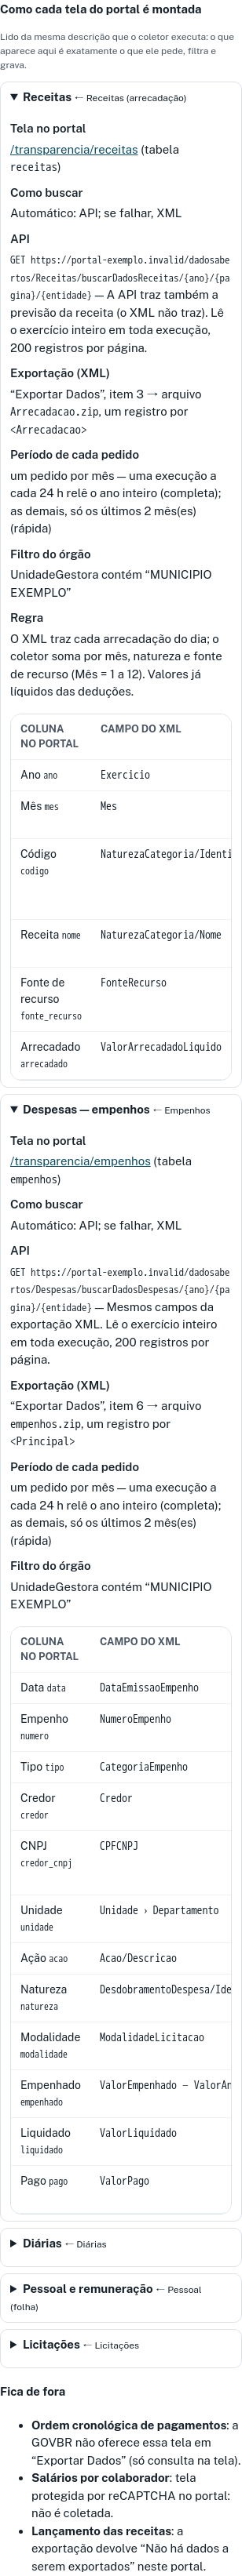 Como cada tela do portal é montada
Lido da mesma descrição que o coletor executa: o que
aparece aqui é exatamente o que ele pede, filtra e
grava.
▼ Receitas ← Receitas (arrecadação)
Tela no portal
/transparencia/receitas (tabela
receitas)
Como buscar
Automático: API; se falhar, XML
API
GET https://portal-exemplo.invalid/dadosabe
rtos/Receitas/buscarDadosReceitas/{ano}/{pa
gina}/{entidade} — A API traz também a
previsão da receita (o XML não traz). Lê
o exercício inteiro em toda execução,
200 registros por página.
Exportação (XML)
“Exportar Dados”, item 3 → arquivo
Arrecadacao.zip, um registro por
<Arrecadacao>
Período de cada pedido
um pedido por mês — uma execução a
cada 24 h relê o ano inteiro (completa);
as demais, só os últimos 2 mês(es)
(rápida)
Filtro do órgão
UnidadeGestora contém “MUNICIPIO
EXEMPLO”
Regra
O XML traz cada arrecadação do dia; o
coletor soma por mês, natureza e fonte
de recurso (Mês = 1 a 12). Valores já
líquidos das deduções.
COLUNA NO PORTAL CAMPO DO XML
Ano ano Exercicio
Mês mes Mes
Código codigo NaturezaCategoria/Identi
Receita nome NaturezaCategoria/Nome
Fonte de recurso fonte_recurso FonteRecurso
Arrecadado arrecadado ValorArrecadadoLiquido
▼ Despesas — empenhos ← Empenhos
Tela no portal
/transparencia/empenhos (tabela
empenhos)
Como buscar
Automático: API; se falhar, XML
API
GET https://portal-exemplo.invalid/dadosabe
rtos/Despesas/buscarDadosDespesas/{ano}/{pa
gina}/{entidade} — Mesmos campos da
exportação XML. Lê o exercício inteiro
em toda execução, 200 registros por
página.
Exportação (XML)
“Exportar Dados”, item 6 → arquivo
empenhos.zip, um registro por
<Principal>
Período de cada pedido
um pedido por mês — uma execução a
cada 24 h relê o ano inteiro (completa);
as demais, só os últimos 2 mês(es)
(rápida)
Filtro do órgão
UnidadeGestora contém “MUNICIPIO
EXEMPLO”
COLUNA NO PORTAL CAMPO DO XML
Data data DataEmissaoEmpenho
Empenho numero NumeroEmpenho
Tipo tipo CategoriaEmpenho
Credor credor Credor
CNPJ credor_cnpj CPFCNPJ
Unidade unidade Unidade › Departamento
Ação acao Acao/Descricao
Natureza natureza DesdobramentoDespesa/Ide
Modalidade modalidade ModalidadeLicitacao
Empenhado empenhado ValorEmpenhado − ValorAn
Liquidado liquidado ValorLiquidado
Pago pago ValorPago
▶ Diárias ← Diárias
▶ Pessoal e remuneração ← Pessoal
(folha)
▶ Licitações ← Licitações
Fica de fora
• Ordem cronológica de pagamentos: a
GOVBR não oferece essa tela em
“Exportar Dados” (só consulta na tela).
• Salários por colaborador: tela
protegida por reCAPTCHA no portal:
não é coletada.
• Lançamento das receitas: a
exportação devolve “Não há dados a
serem exportados” neste portal.